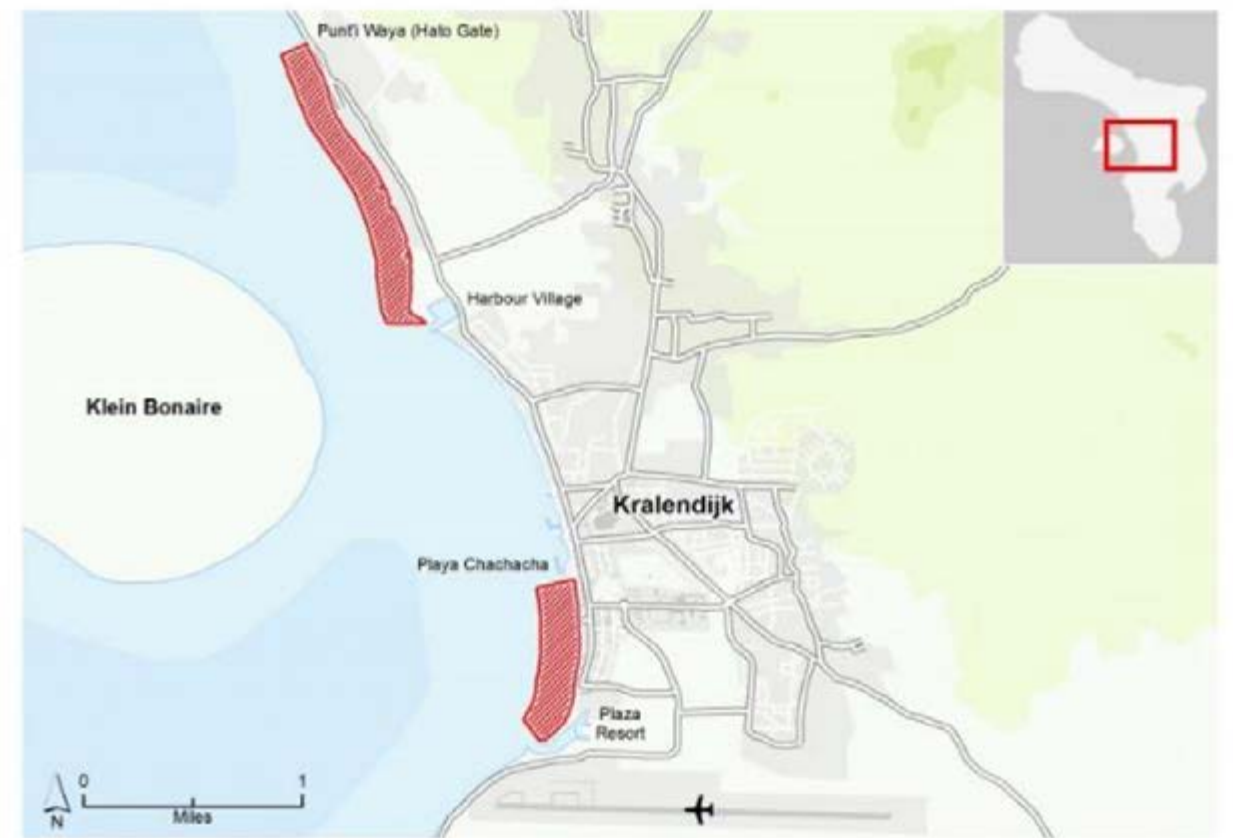 Punt'i Waya (Hato Gate)
Harbour Village
Klein Bonaire
Kralendijk
Playa Chachacha
Plaza
Resort
0 1
Miles
N